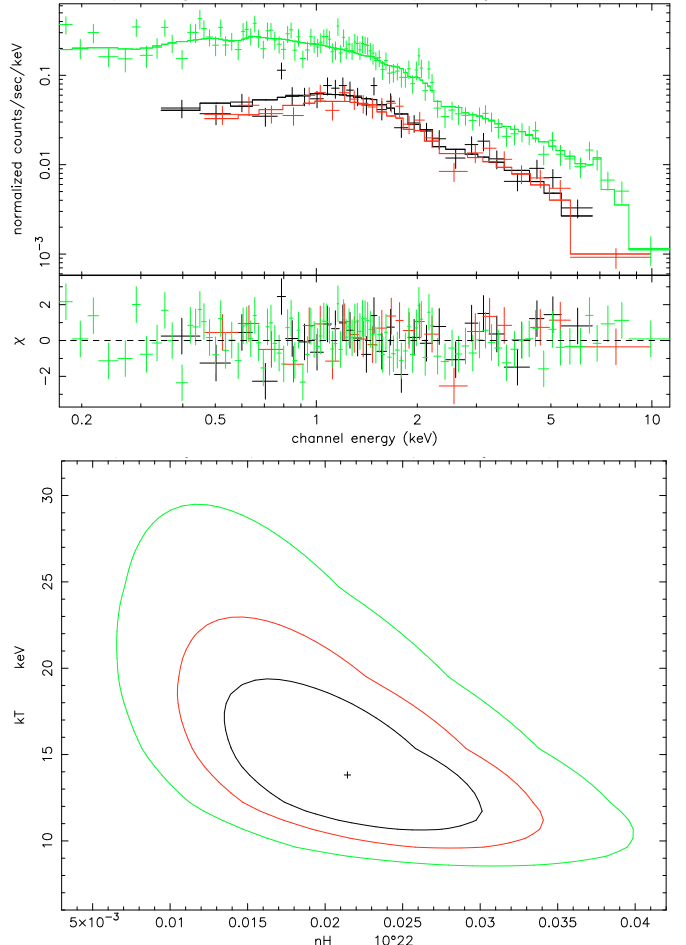 normalized counts/sec/keV
0.1
0.01
10⁻³
χ
2
0
−2
0.2 0.5 1 2 5 10
channel energy (keV)
kT keV
30
25
20
15
10
5×10⁻³ 0.01 0.015 0.02 0.025 0.03 0.035 0.04
nH 10^22